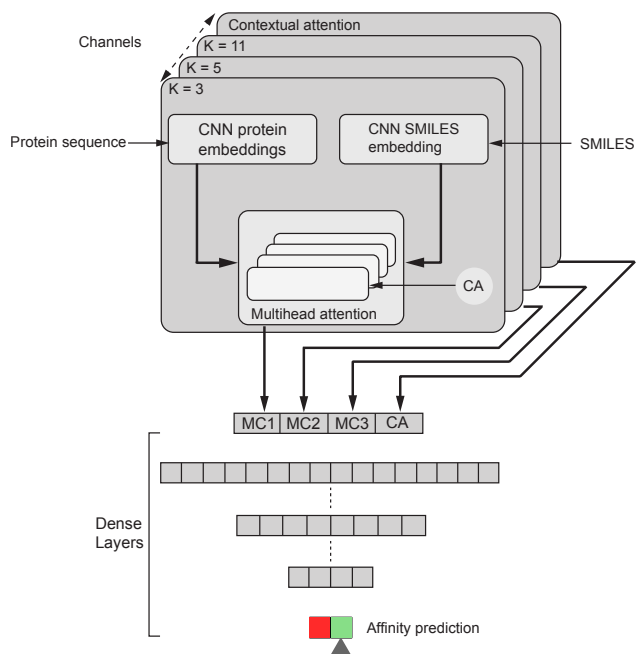 Contextual attention
Channels
K = 11
K = 5
K = 3
Protein sequence
CNN protein
embeddings
CNN SMILES
embedding
SMILES
CA
Multihead attention
MC1 MC2 MC3 CA
Dense
Layers
Affinity prediction